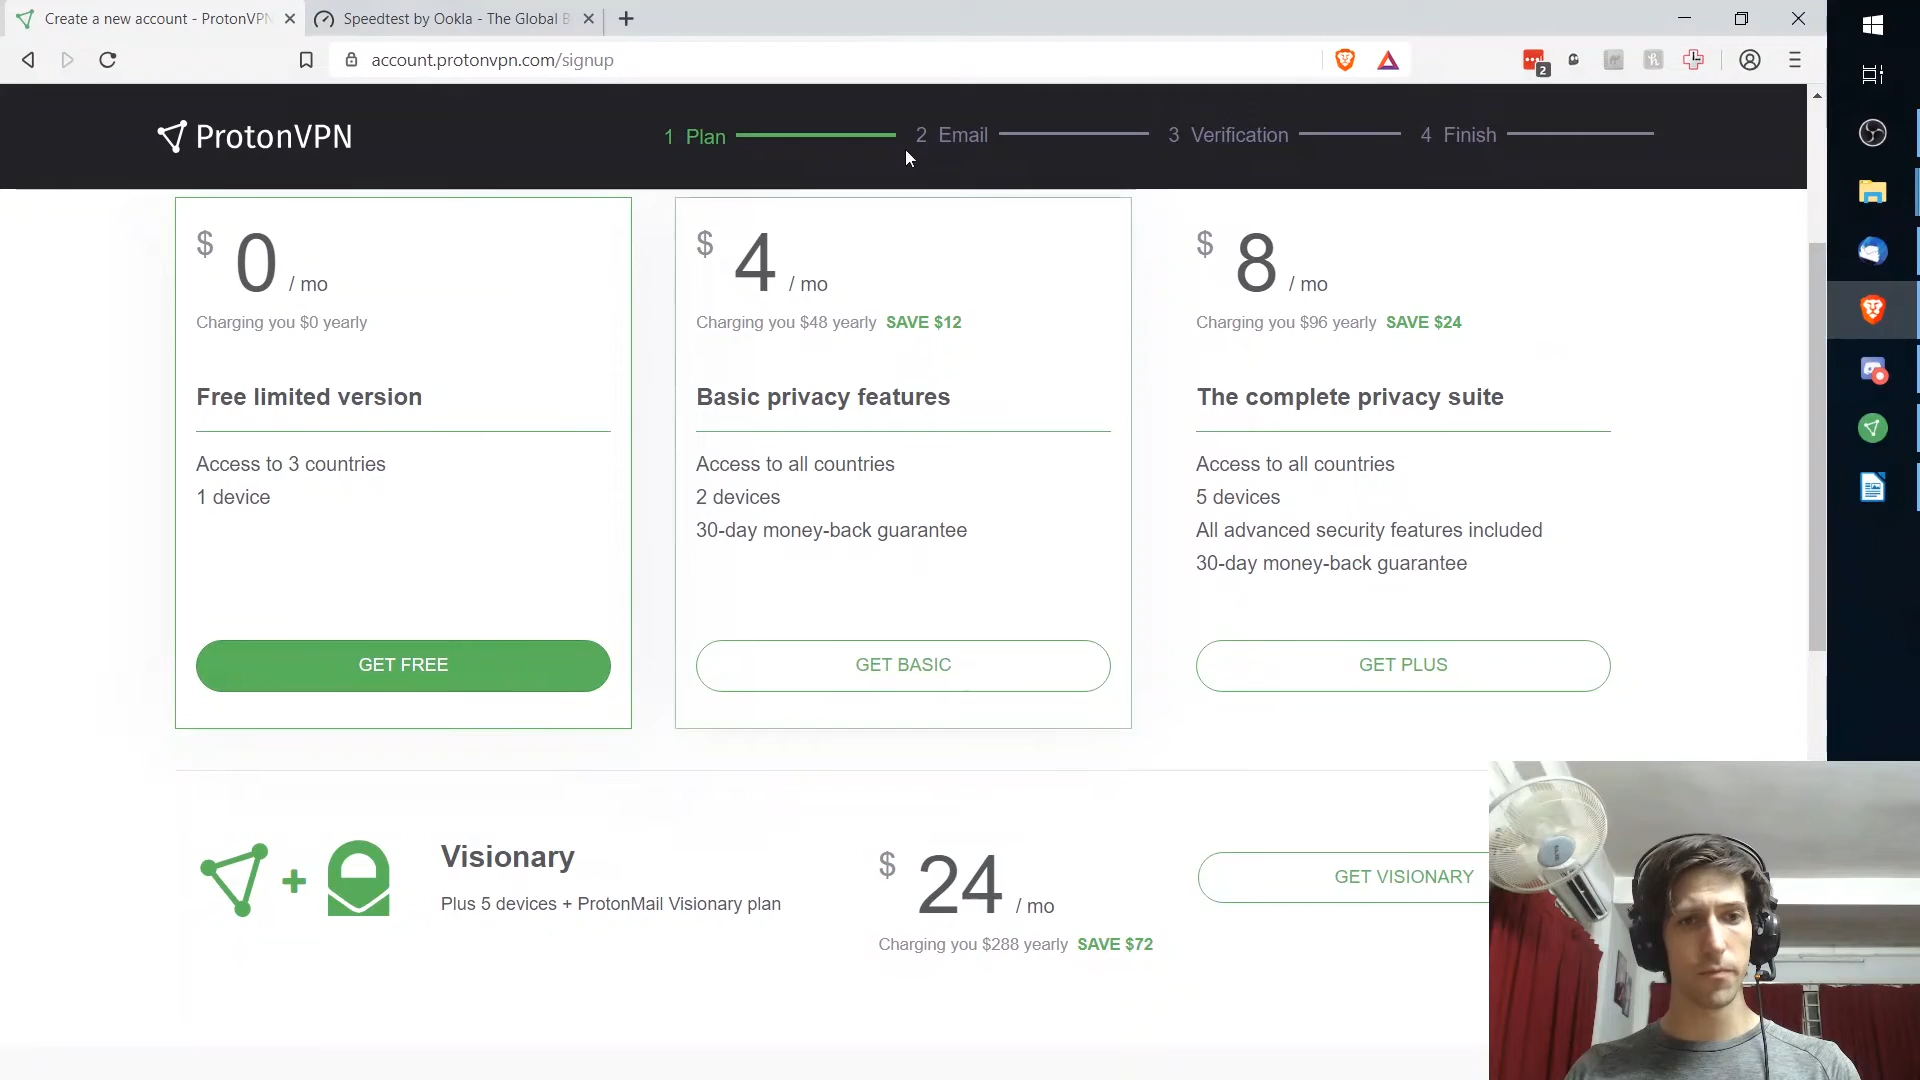 Create a new account - ProtonVPN
Speedtest by Ookla - The Global B
account.protonvpn.com/signup
2
ProtonVPN
1 Plan
2 Email
3 Verification
4 Finish
$ 0 / mo
Charging you $0 yearly
Free limited version
Access to 3 countries
1 device
GET FREE
$ 4 / mo
Charging you $48 yearly SAVE $12
Basic privacy features
Access to all countries
2 devices
30-day money-back guarantee
GET BASIC
$ 8 / mo
Charging you $96 yearly SAVE $24
The complete privacy suite
Access to all countries
5 devices
All advanced security features included
30-day money-back guarantee
GET PLUS
Visionary
Plus 5 devices + ProtonMail Visionary plan
$ 24 / mo
Charging you $288 yearly SAVE $72
GET VISIONARY